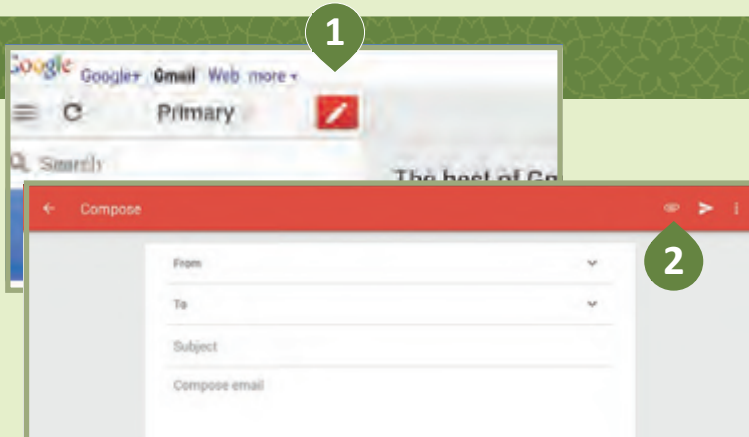 1
Google Google+ Gmail Web more
Primary
Search
The best of
Compose
2
From
To
Subject
Compose email